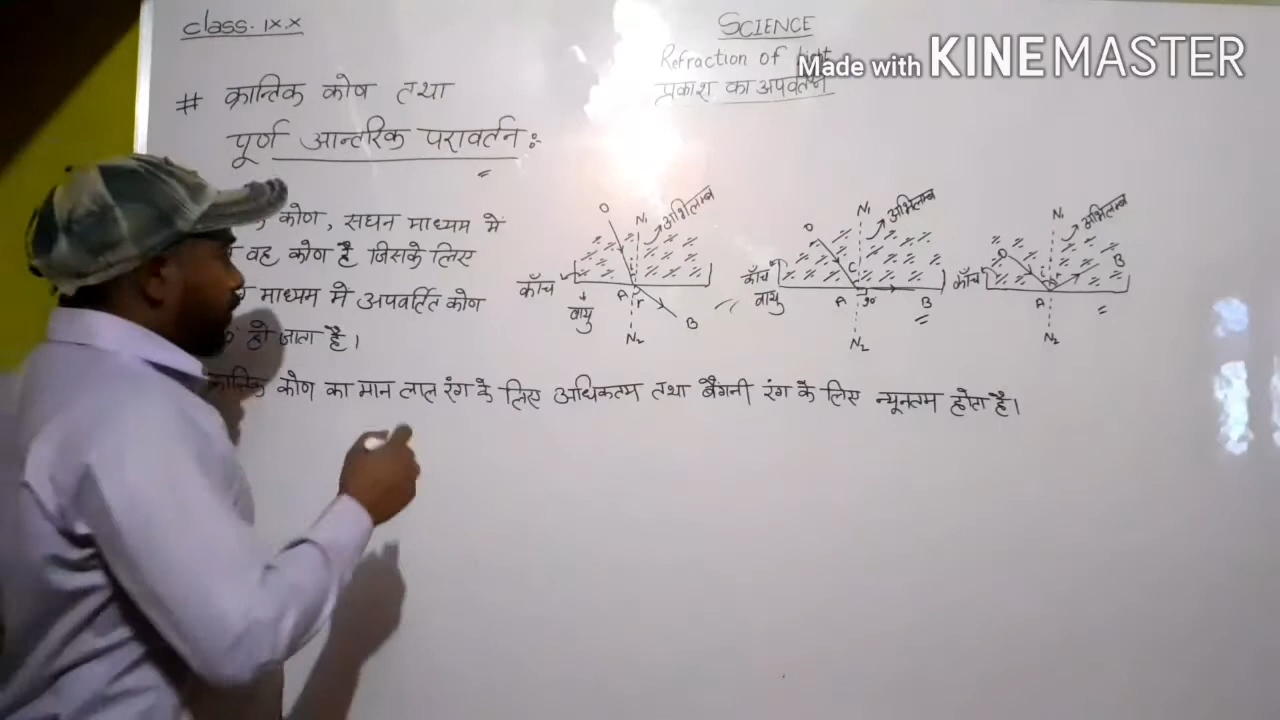 class. IX.X
SCIENCE
Refraction of
Made with KINEMASTER
प्रकाश का अपवर्तन
# क्रान्तिक कोण तथा
पूर्ण आन्तरिक परावर्तन :
कोण, सघन माध्यम में
वह कोण है जिसके लिए
माध्यम में अपवर्तित कोण
हो जाता है।
क्रान्तिक कोण का मान लाल रंग के लिए अधिकतम तथा बैगनी रंग के लिए न्यूनतम होता है।
O N₁ अभिलम्ब
काँच
वायु
A r B
N₂
O N₁ अभिलम्ब
काँच
वायु
C
A 90° B
N₂
O N₁ अभिलम्ब
काँच
i r B
A
N₂